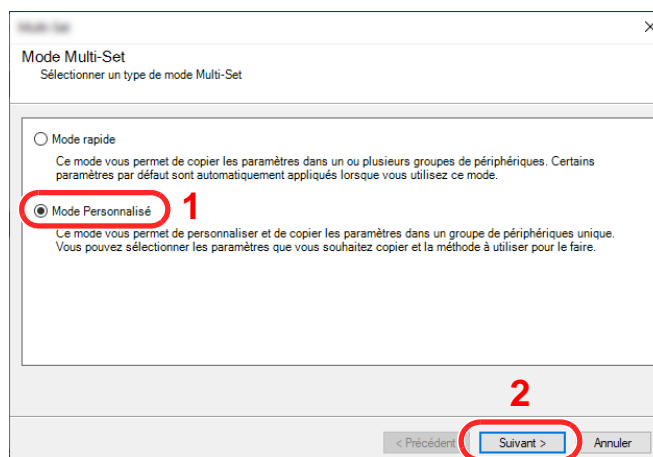 Mode Multi-Set
Sélectionner un type de mode Multi-Set
Mode rapide
Ce mode vous permet de copier les paramètres dans un ou plusieurs groupes de périphériques. Certains
paramètres par défaut sont automatiquement appliqués lorsque vous utilisez ce mode.
Mode Personnalisé
1
Ce mode vous permet de personnaliser et de copier les paramètres dans un groupe de périphériques unique.
Vous pouvez sélectionner les paramètres que vous souhaitez copier et la méthode à utiliser pour le faire.
2
< Précédent
Suivant >
Annuler